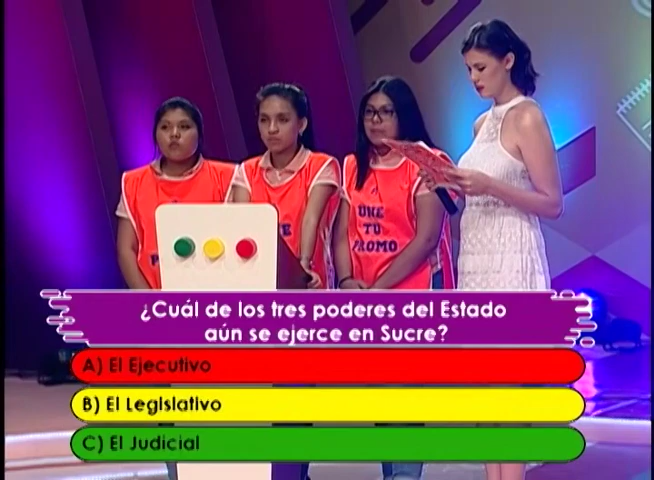 UNE
TU
PROMO
¿Cuál de los tres poderes del Estado
aún se ejerce en Sucre?
A) El Ejecutivo
B) El Legislativo
C) El Judicial